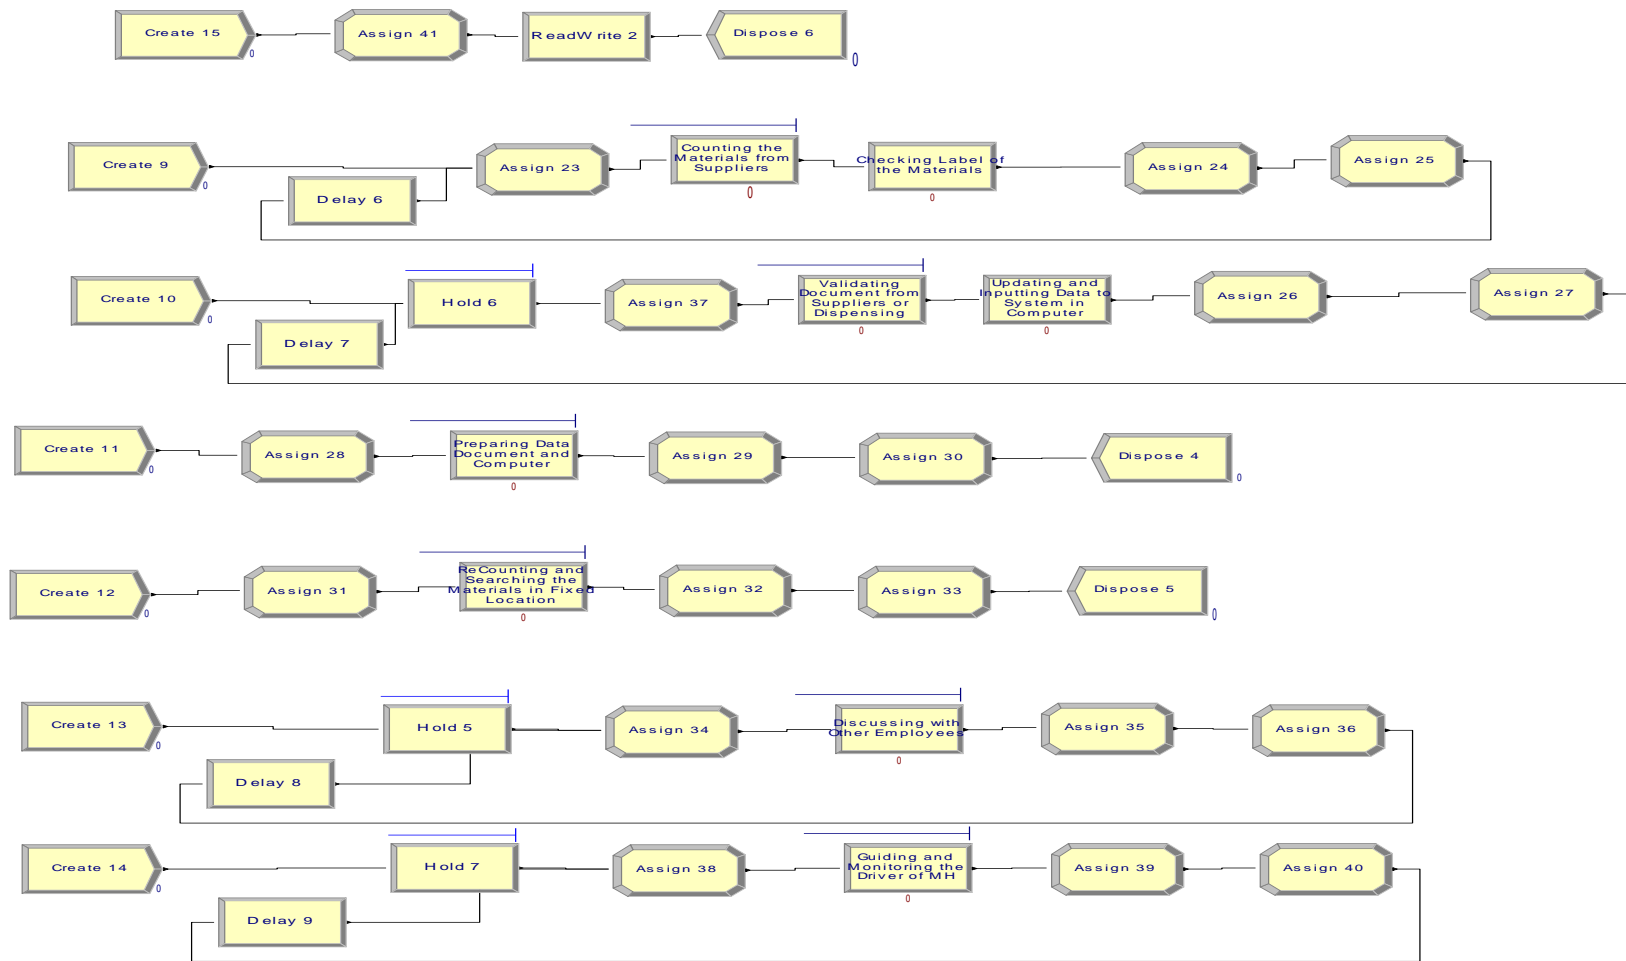 Create 15
0
Assign 41
ReadWrite 2
Dispose 6
0
Create 9
0
Delay 6
Assign 23
Counting the
Materials from
Suppliers
0
Checking Label of
the Materials
0
Assign 24
Assign 25
Create 10
0
Delay 7
Hold 6
Assign 37
Validating
Document from
Suppliers or
Dispensing
0
Updating and
Inputting Data to
System in
Computer
0
Assign 26
Assign 27
Create 11
0
Assign 28
Preparing Data
Document and
Computer
0
Assign 29
Assign 30
Dispose 4
0
Create 12
0
Assign 31
ReCounting and
Searching the
Materials in Fixed
Location
0
Assign 32
Assign 33
Dispose 5
0
Create 13
0
Delay 8
Hold 5
Assign 34
Discussing with
Other Employees
0
Assign 35
Assign 36
Create 14
0
Delay 9
Hold 7
Assign 38
Guiding and
Monitoring the
Driver of MH
0
Assign 39
Assign 40